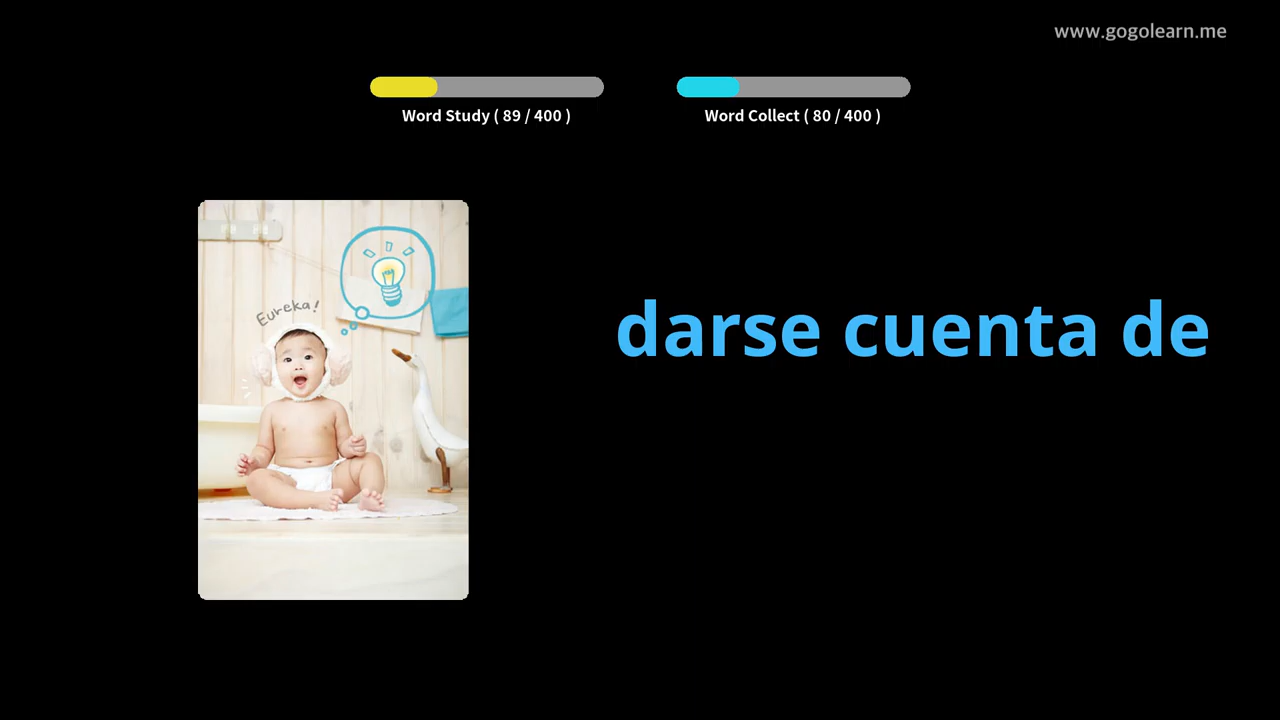 www.gogolearn.me
Word Study ( 89 / 400 )
Word Collect ( 80 / 400 )
Eureka!
darse cuenta de